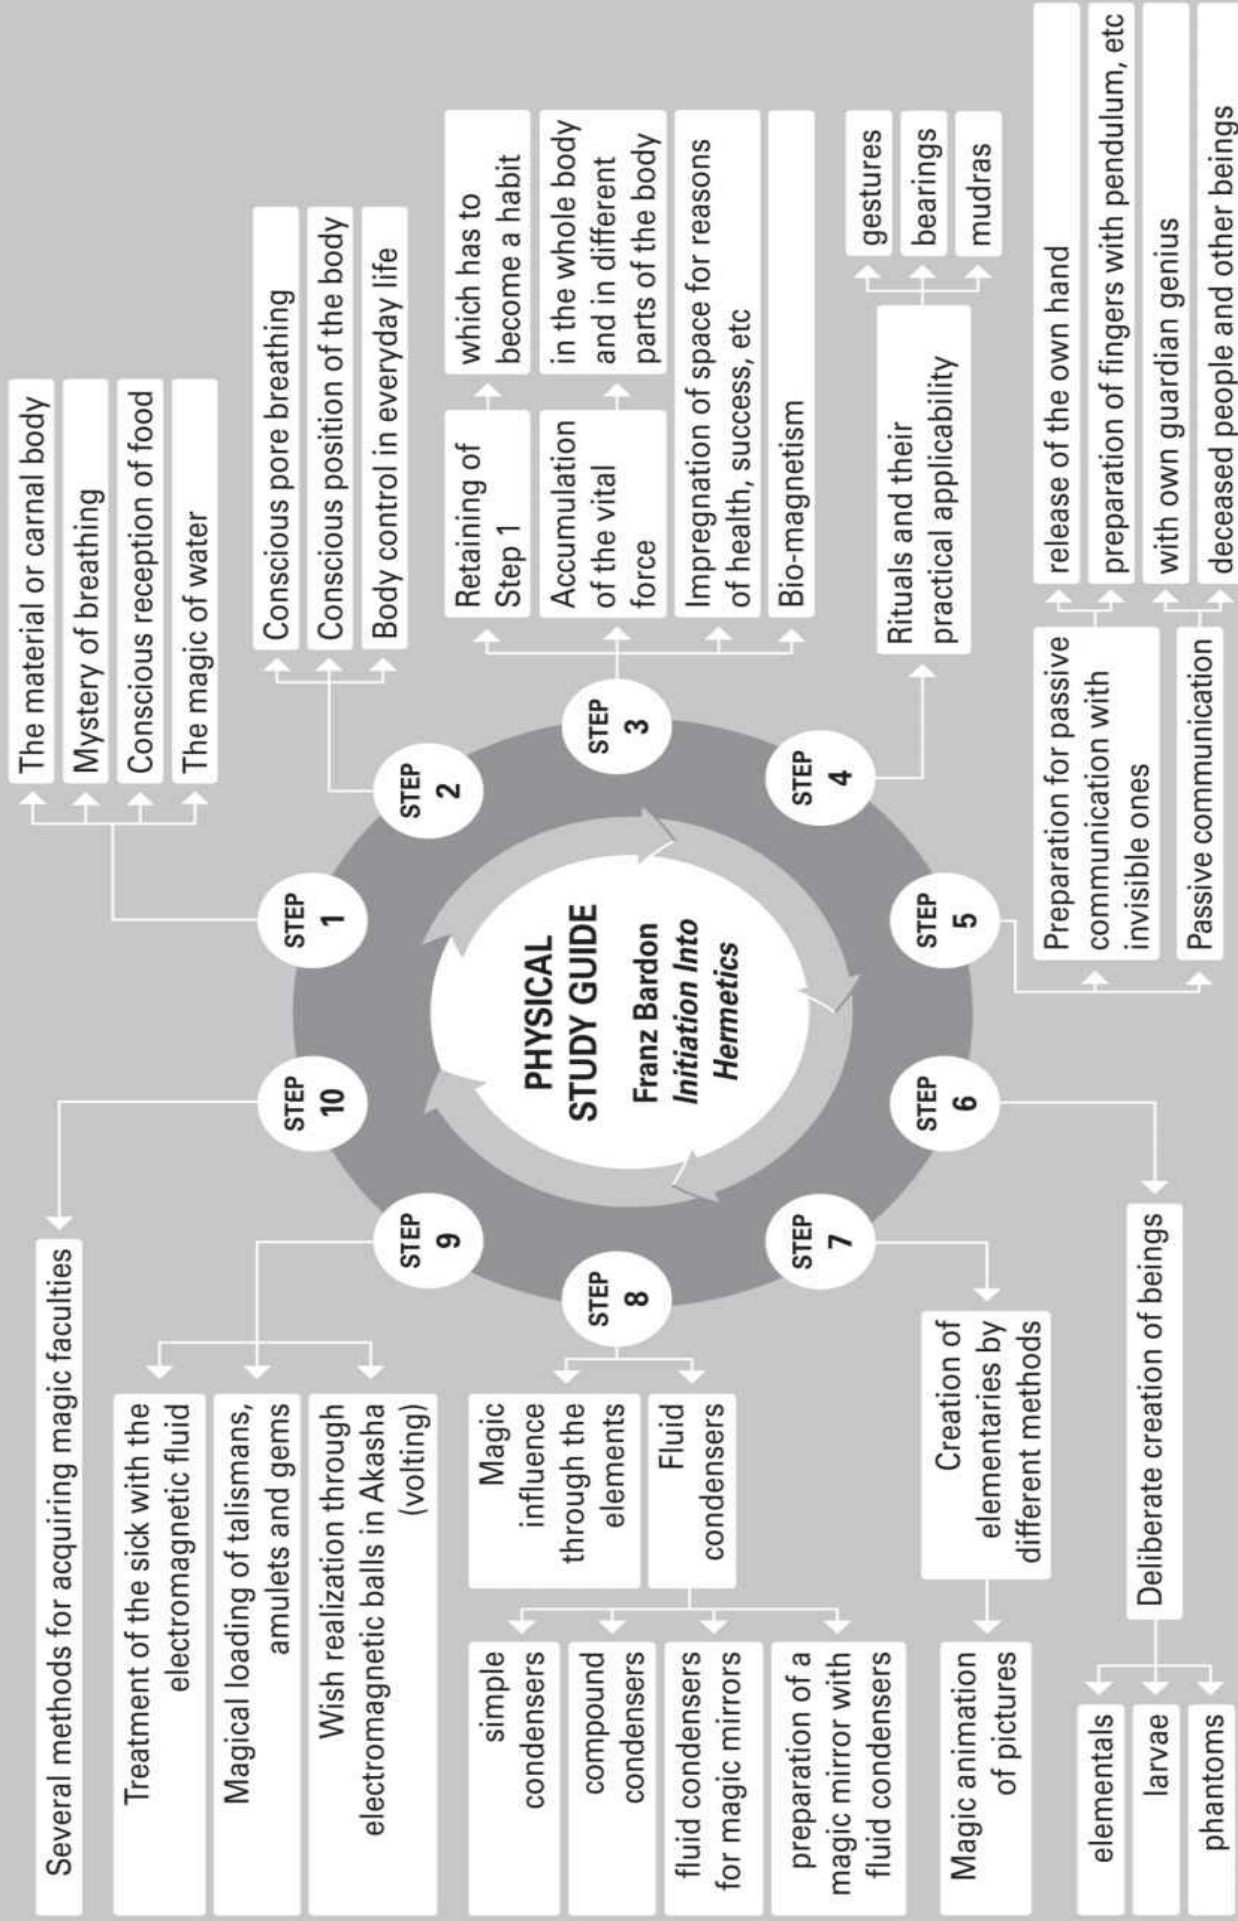 PHYSICAL
STUDY GUIDE
Franz Bardon
Initiation Into
Hermetics
STEP
1
The material or carnal body
Mystery of breathing
Conscious reception of food
The magic of water
STEP
2
Conscious pore breathing
Conscious position of the body
Body control in everyday life
STEP
3
Retaining of
Step 1
which has to
become a habit
Accumulation
of the vital
force
in the whole body
and in different
parts of the body
Impregnation of space for reasons
of health, success, etc
Bio-magnetism
STEP
4
Rituals and their
practical applicability
gestures
bearings
mudras
STEP
5
Preparation for passive
communication with
invisible ones
release of the own hand
preparation of fingers with pendulum, etc
Passive communication
with own guardian genius
deceased people and other beings
STEP
6
Deliberate creation of beings
elementals
larvae
phantoms
STEP
7
Creation of
elementaries by
different methods
Magic animation
of pictures
STEP
8
Magic
influence
through the
elements
Fluid
condensers
simple
condensers
compound
condensers
fluid condensers
for magic mirrors
preparation of a
magic mirror with
fluid condensers
STEP
9
Treatment of the sick with the
electromagnetic fluid
Magical loading of talismans,
amulets and gems
Wish realization through
electromagnetic balls in Akasha
(volting)
STEP
10
Several methods for acquiring magic faculties